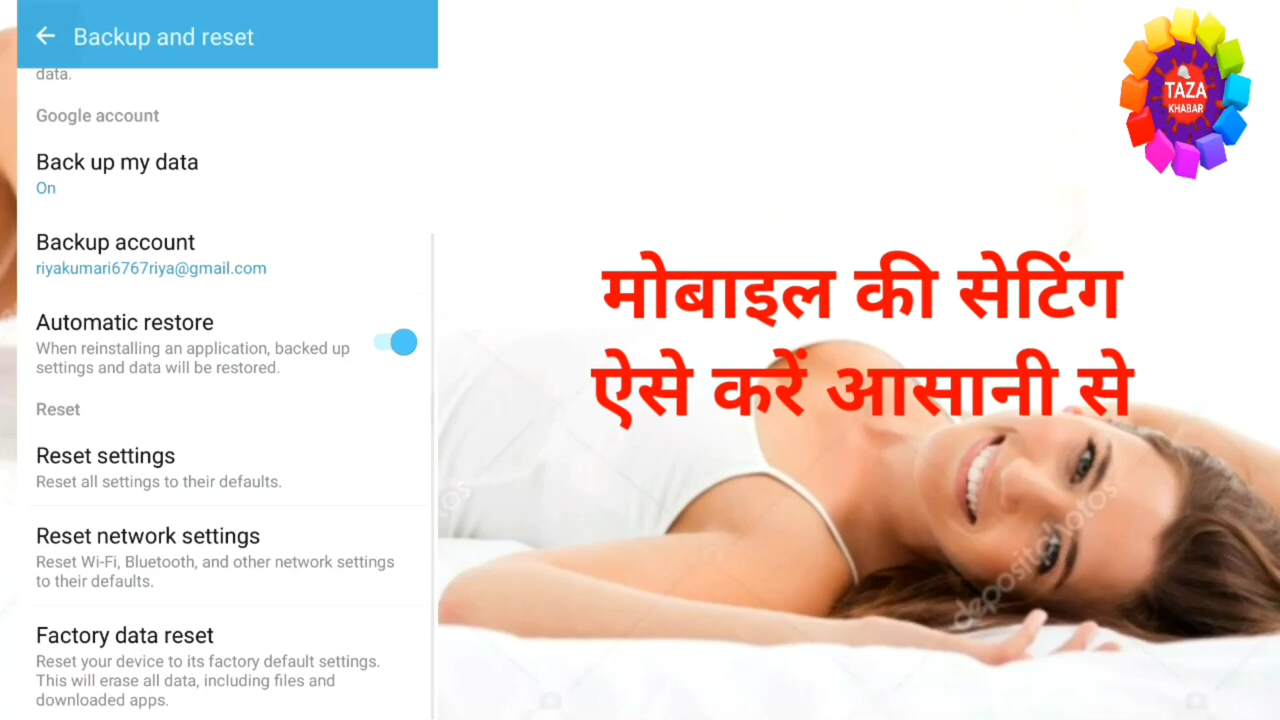 Backup and reset
data.
Google account
Back up my data
On
Backup account
riyakumari6767riya@gmail.com
Automatic restore
When reinstalling an application, backed up
settings and data will be restored.
Reset
Reset settings
Reset all settings to their defaults.
Reset network settings
Reset Wi-Fi, Bluetooth, and other network settings
to their defaults.
Factory data reset
Reset your device to its factory default settings.
This will erase all data, including files and
downloaded apps.
TAZA
KHABAR
मोबाइल की सेटिंग
ऐसे करें आसानी से
depositphotos